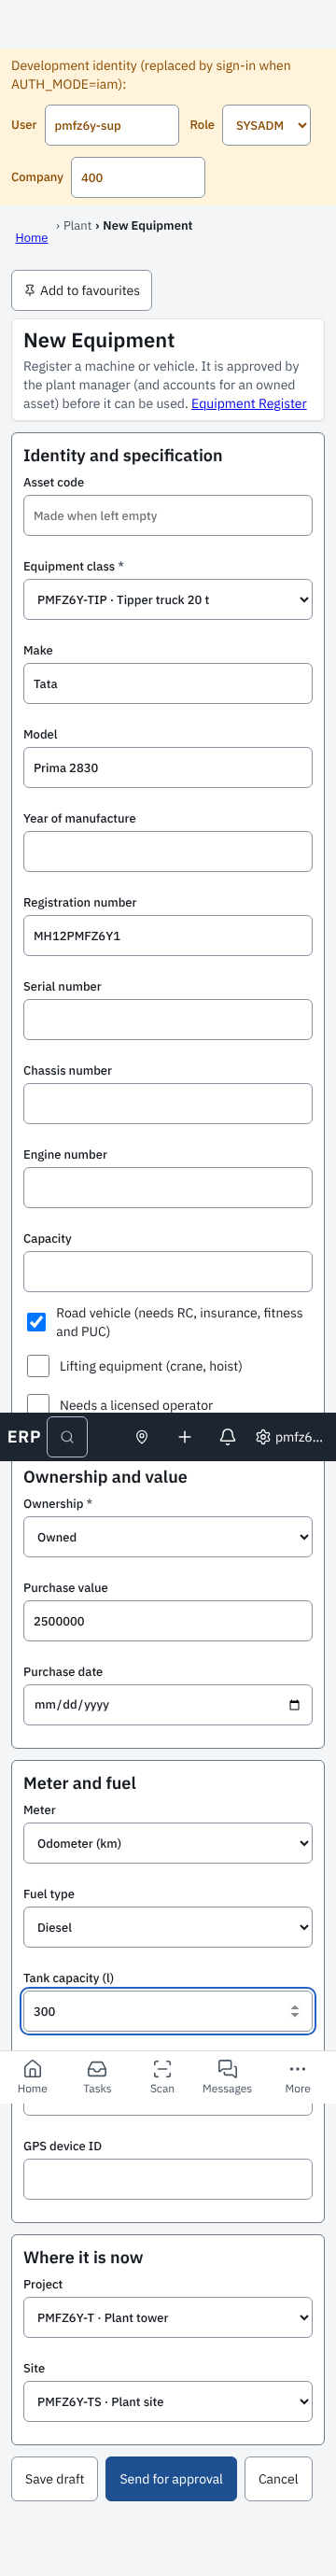 Development identity (replaced by sign-in when
AUTH_MODE=iam):
User pmfz6y-sup Role SYSADM
Company 400
Home › Plant › New Equipment
Add to favourites
New Equipment
Register a machine or vehicle. It is approved by
the plant manager (and accounts for an owned
asset) before it can be used. Equipment Register
Identity and specification
Asset code
Made when left empty
Equipment class *
PMFZ6Y-TIP · Tipper truck 20 t
Make
Tata
Model
Prima 2830
Year of manufacture
Registration number
MH12PMFZ6Y1
Serial number
Chassis number
Engine number
Capacity
Road vehicle (needs RC, insurance, fitness
and PUC)
Lifting equipment (crane, hoist)
Needs a licensed operator
ERP pmfz6...
Ownership and value
Ownership *
Owned
Purchase value
2500000
Purchase date
mm/dd/yyyy
Meter and fuel
Meter
Odometer (km)
Fuel type
Diesel
Tank capacity (l)
300
Home Tasks Scan Messages More
GPS device ID
Where it is now
Project
PMFZ6Y-T · Plant tower
Site
PMFZ6Y-TS · Plant site
Save draft Send for approval Cancel